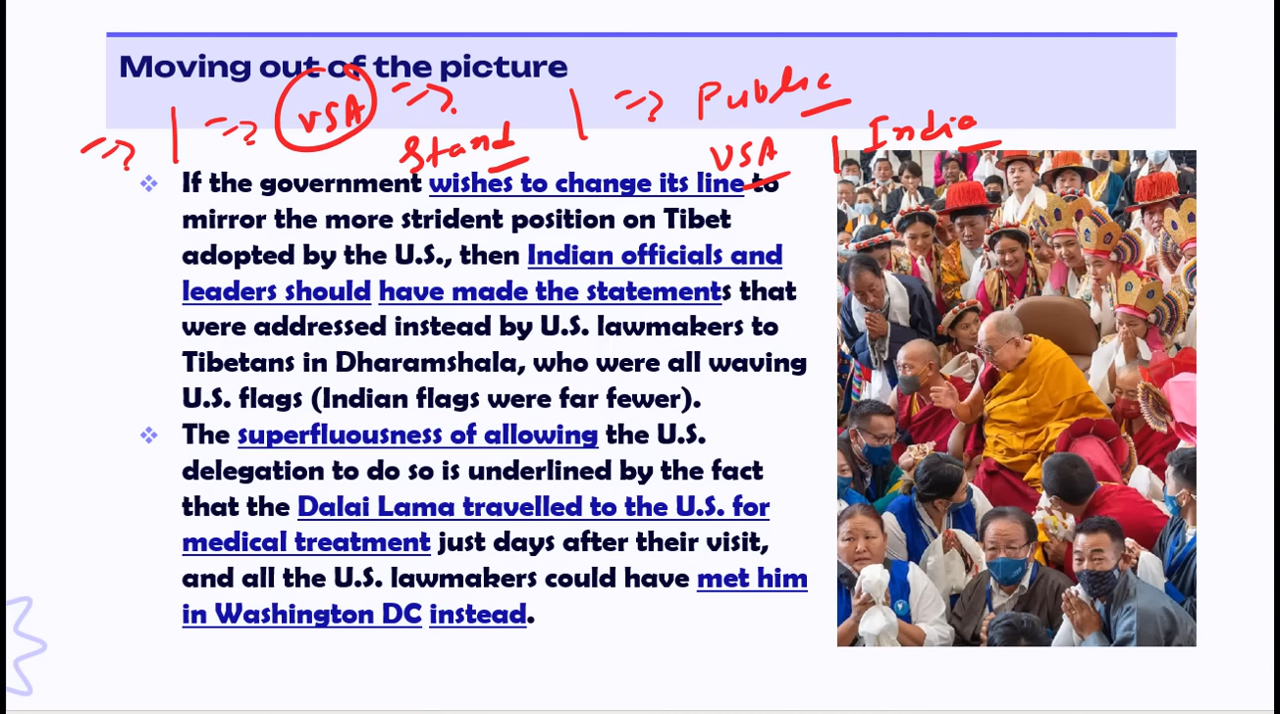 Moving out of the picture
=> | => USA => | => Public
Stand USA | India
❖ If the government wishes to change its line to
mirror the more strident position on Tibet
adopted by the U.S., then Indian officials and
leaders should have made the statements that
were addressed instead by U.S. lawmakers to
Tibetans in Dharamshala, who were all waving
U.S. flags (Indian flags were far fewer).
❖ The superfluousness of allowing the U.S.
delegation to do so is underlined by the fact
that the Dalai Lama travelled to the U.S. for
medical treatment just days after their visit,
and all the U.S. lawmakers could have met him
in Washington DC instead.